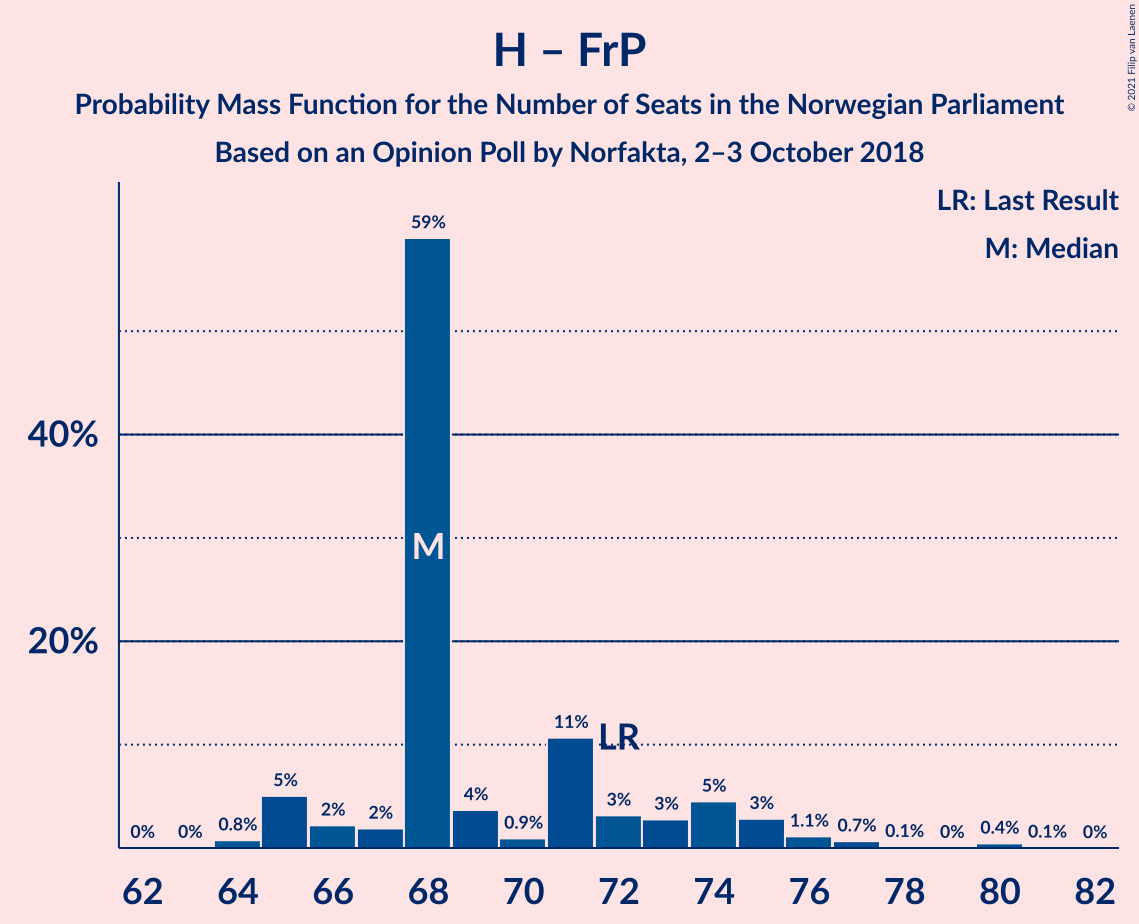 H – FrP
Probability Mass Function for the Number of Seats in the Norwegian Parliament
Based on an Opinion Poll by Norfakta, 2–3 October 2018
© 2021 Filip van Laenen
LR: Last Result
M: Median
40%
20%
0%
0%
0.8%
5%
2%
2%
59%
M
4%
0.9%
11%
LR
3%
3%
5%
3%
1.1%
0.7%
0.1%
0%
0.4%
0.1%
0%
62 64 66 68 70 72 74 76 78 80 82